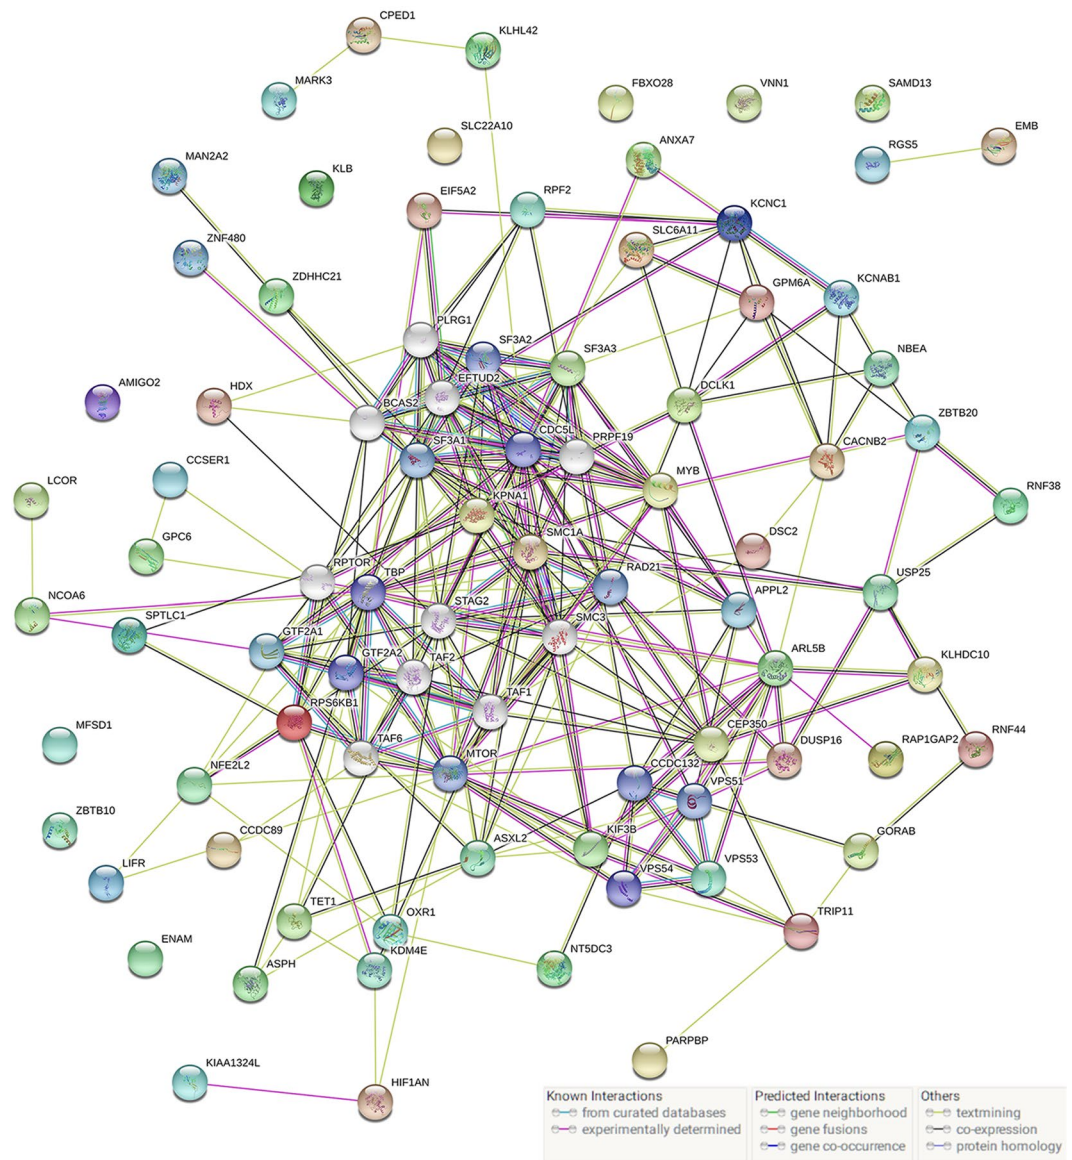 CPED1
KLHL42
MARK3
FBXO28
VNN1
SAMD13
SLC22A10
EMB
ANXA7
RGS5
MAN2A2
KLB
EIF5A2
RPF2
KCNC1
SLC6A11
ZNF480
ZDHHC21
GPM6A
KCNAB1
PLRG1
SF3A2
SF3A3
NBEA
EFTUD2
AMIGO2
HDX
BCAS2
DCLK1
ZBTB20
CDC5L
PRPF19
SF3A1
CACNB2
CCSER1
MYB
LCOR
KPNA1
RNF38
GPC6
DSC2
SMC1A
RPTOR
TBP
RAD21
USP25
NCOA6
STAG2
APPL2
SPTLC1
SMC3
GTF2A1
GTF2A2
TAF2
ARL5B
KLHDC10
TAF1
RPS6KB1
MFSD1
TAF6
CEP350
DUSP16
RAP1GAP2
RNF44
NFE2L2
MTOR
CCDC132
VPS51
ZBTB10
CCDC89
ASXL2
KIF3B
GORAB
LIFR
VPS54
VPS53
TET1
OXR1
TRIP11
ENAM
ASPH
KDM4E
NT5DC3
PARPBP
KIAA1324L
HIF1AN
Known Interactions
from curated databases
experimentally determined
Predicted Interactions
gene neighborhood
gene fusions
gene co-occurrence
Others
textmining
co-expression
protein homology